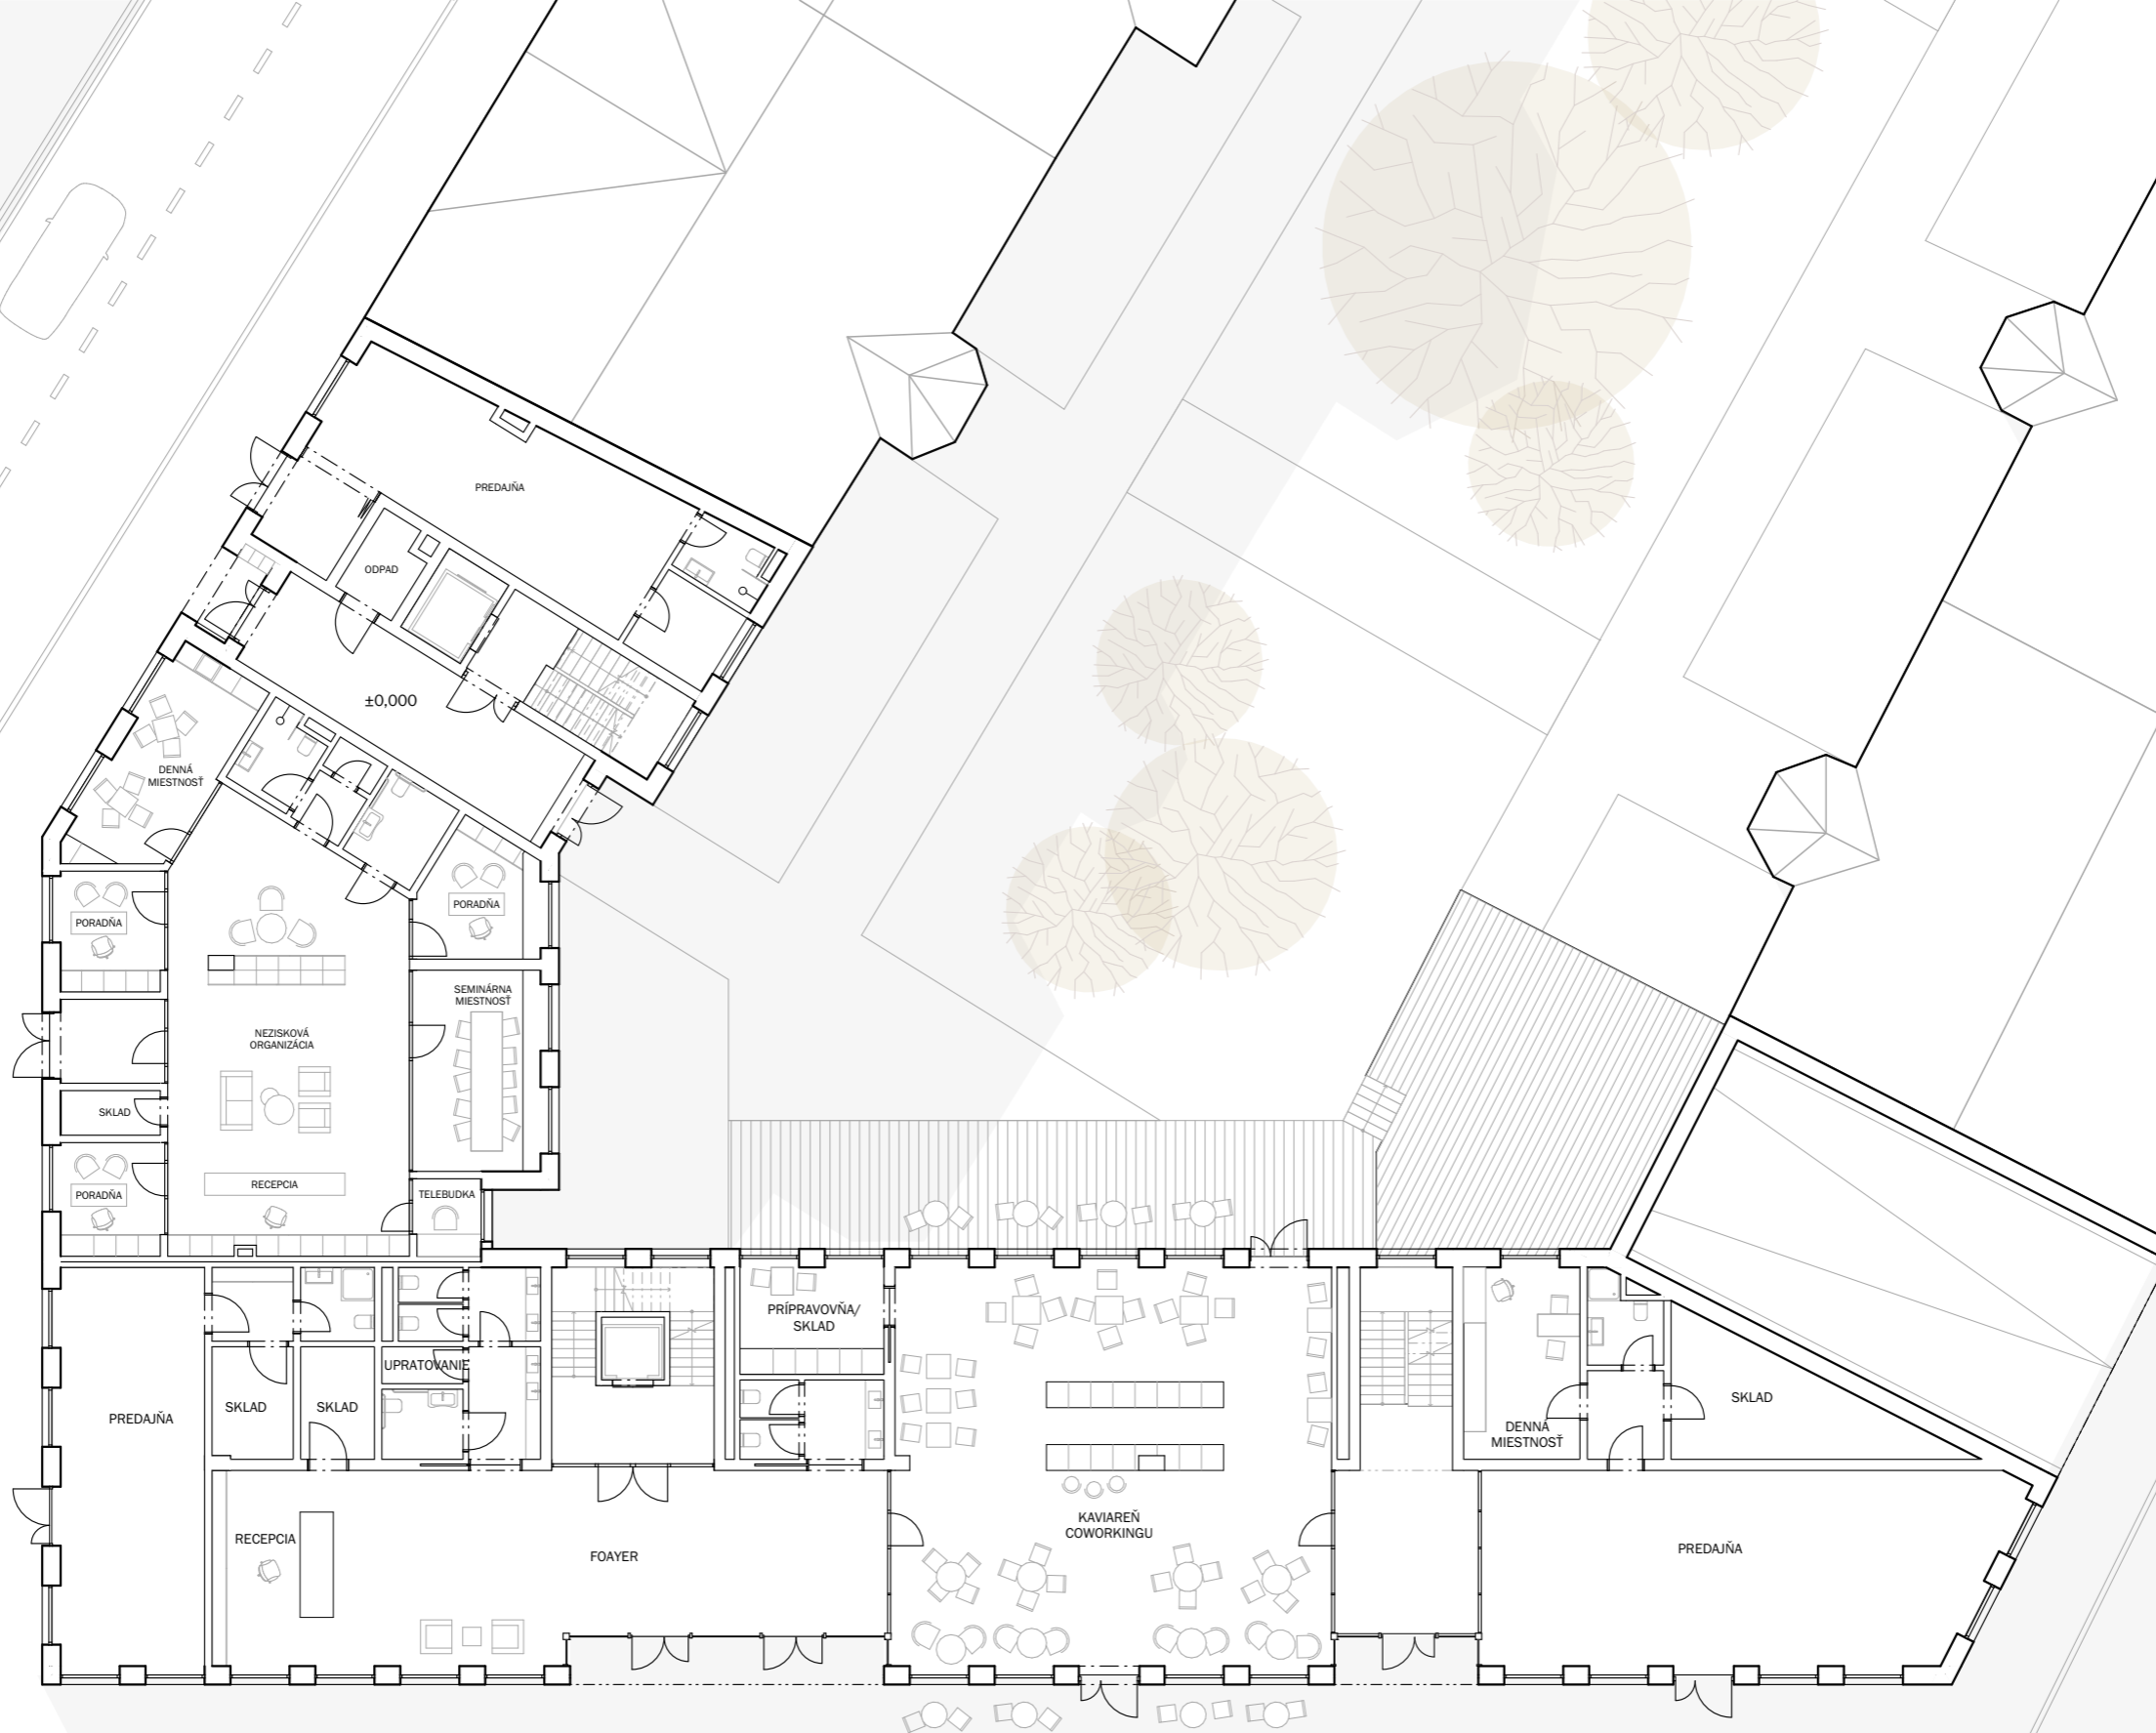 PREDAJŇA
ODPAD
±0,000
DENNÁ
MIESTNOSŤ
PORADŇA
PORADŇA
SEMINÁRNA
MIESTNOSŤ
NEZISKOVÁ
ORGANIZÁCIA
SKLAD
RECEPCIA
PORADŇA
TELEBUDKA
PRÍPRAVOVŇA/
SKLAD
UPRATOVANIE
PREDAJŇA
SKLAD
SKLAD
SKLAD
DENNÁ
MIESTNOSŤ
RECEPCIA
FOAYER
KAVIAREŇ
COWORKINGU
PREDAJŇA